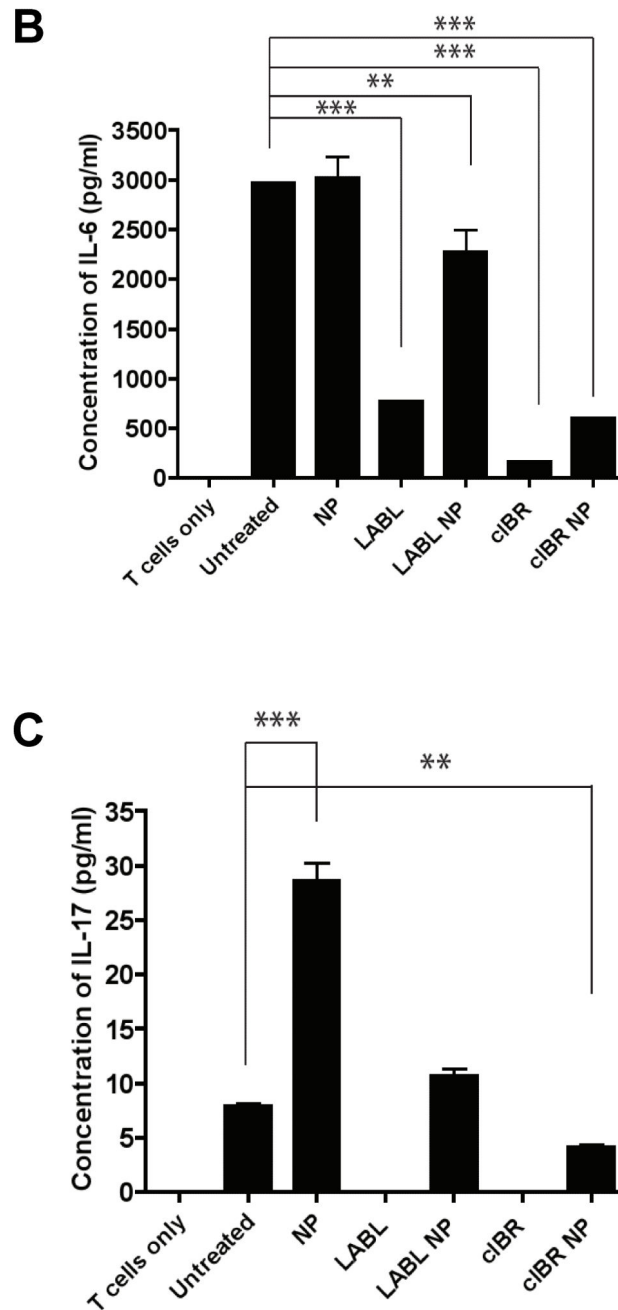 B
***
***
**
***
Concentration of IL-6 (pg/ml)
3500
3000
2500
2000
1500
1000
500
0
T cells only
Untreated
NP
LABL
LABL NP
cIBR
cIBR NP
C
***
**
Concentration of IL-17 (pg/ml)
35
30
25
20
15
10
5
0
T cells only
Untreated
NP
LABL
LABL NP
cIBR
cIBR NP